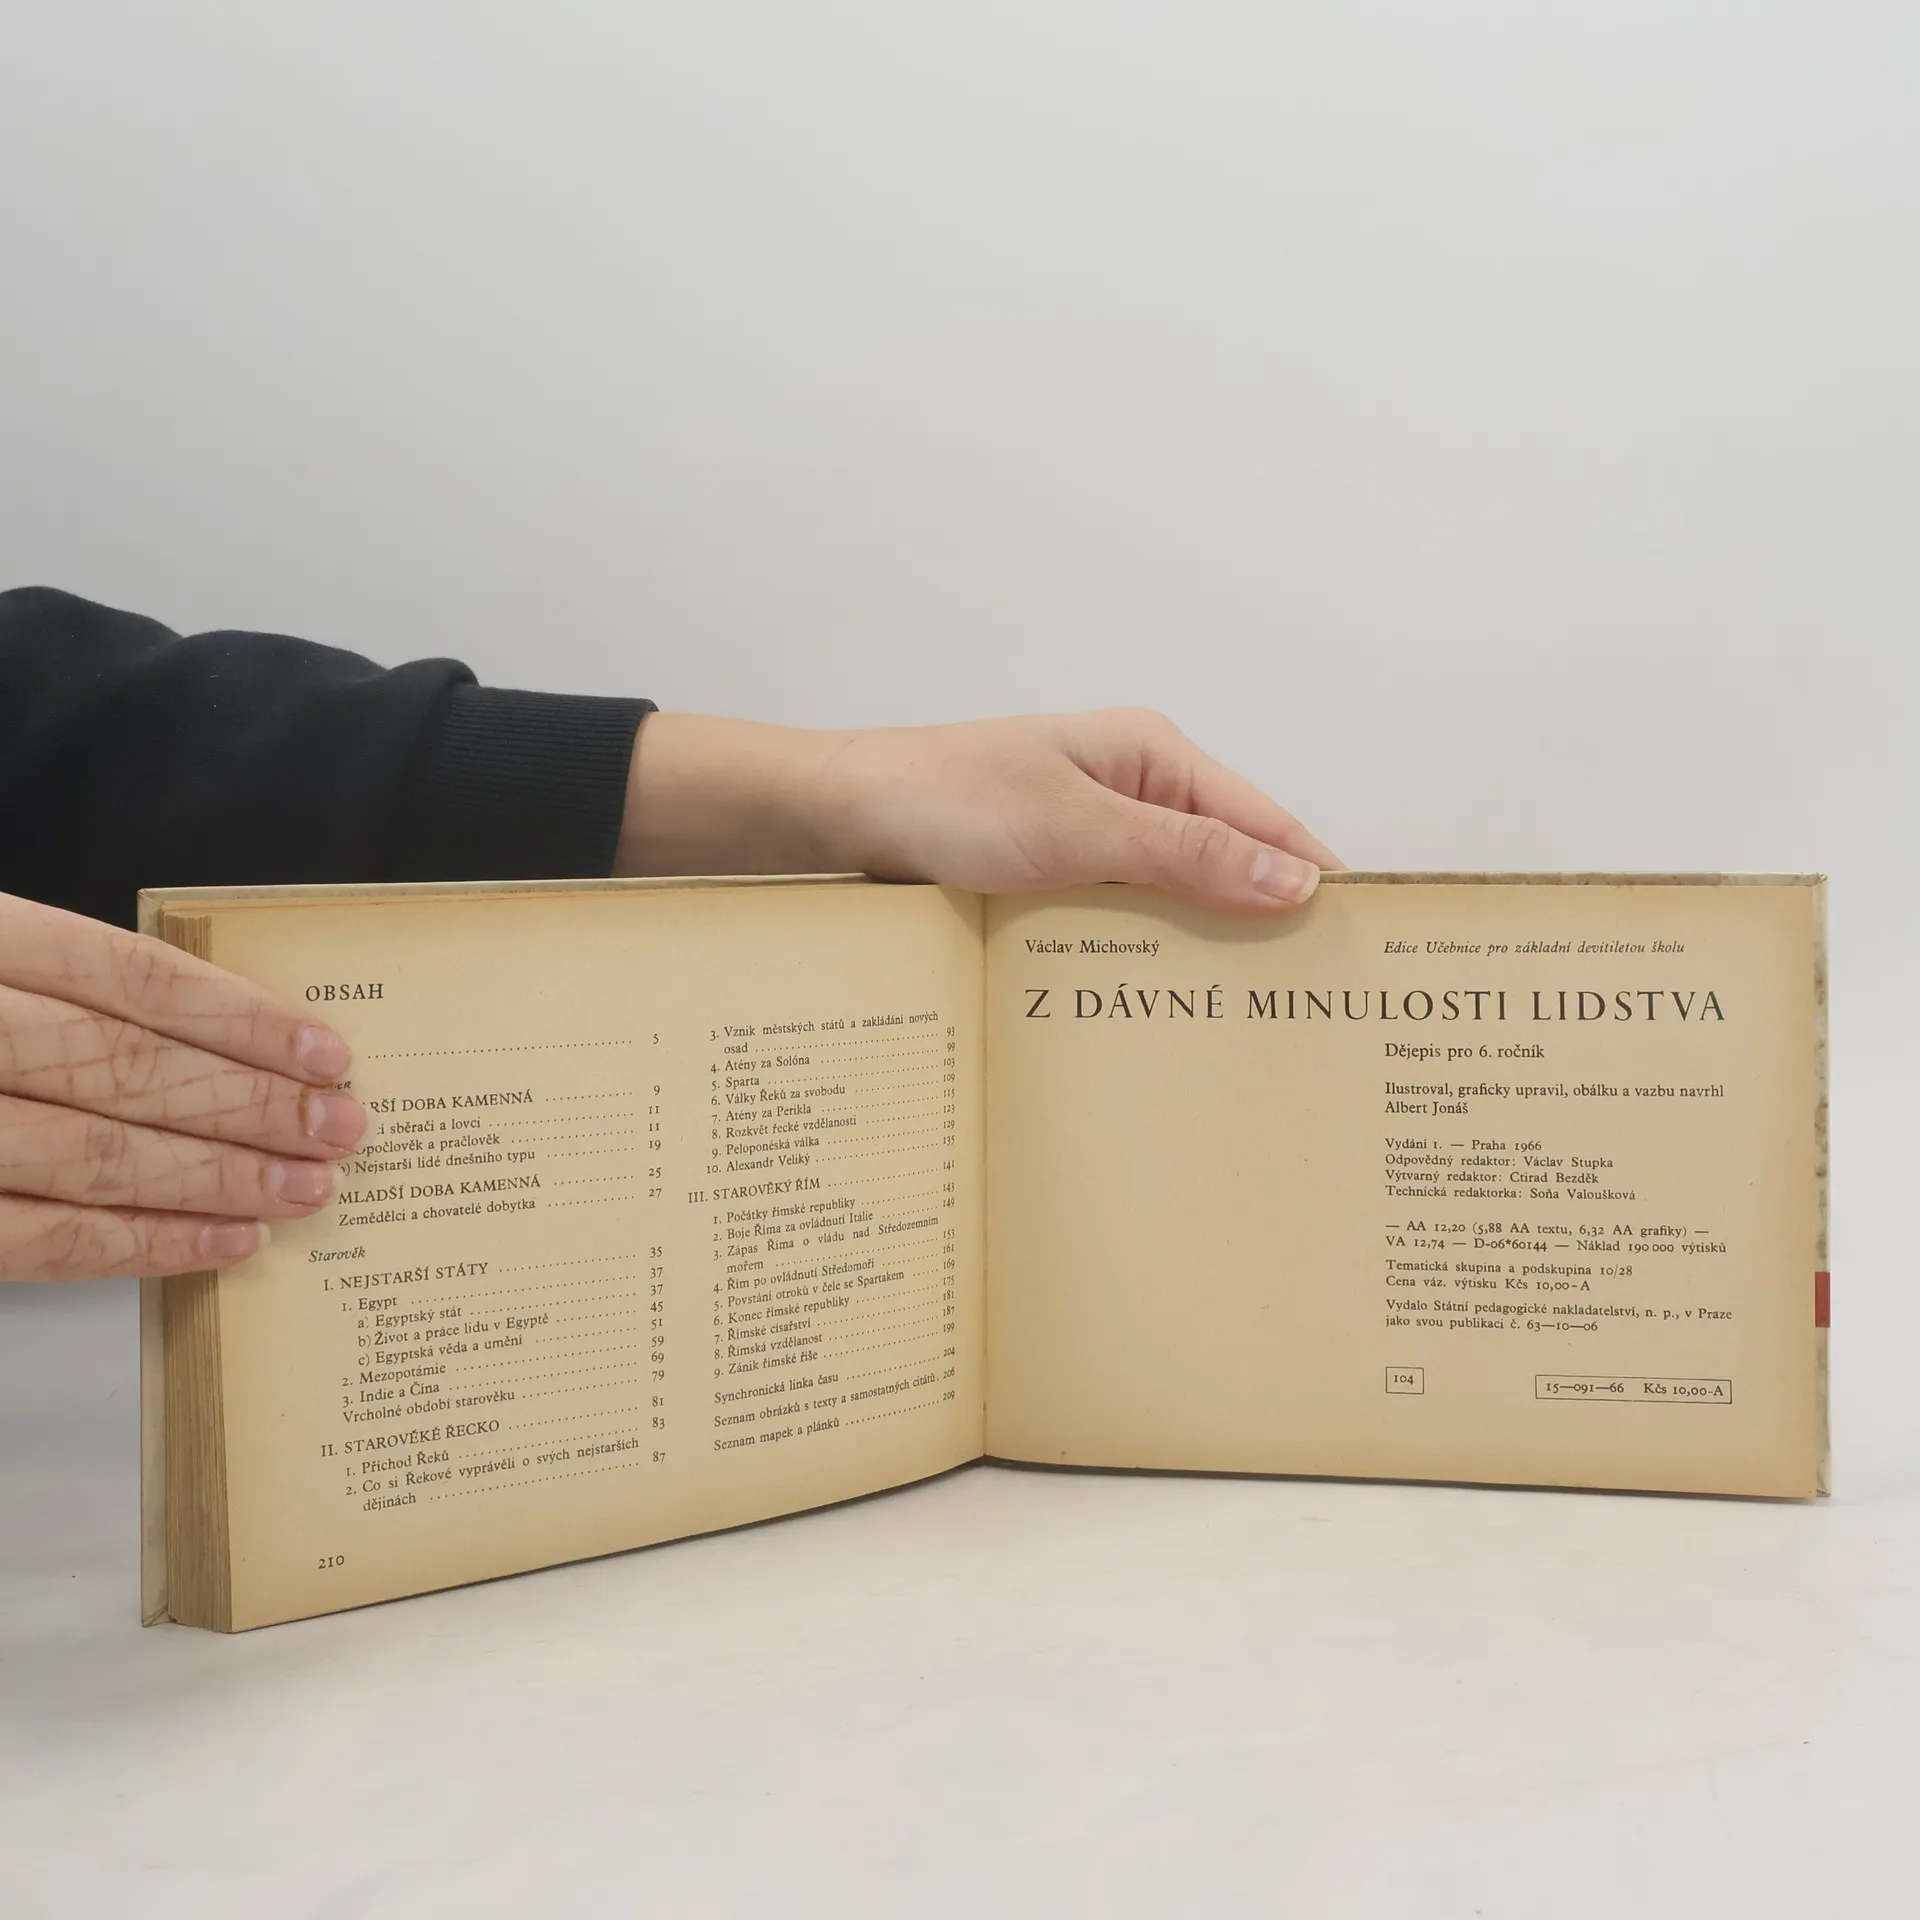 OBSAH
........ 5
RŠÍ DOBA KAMENNÁ ........ 9
sběrači a lovci ........ 11
opočlověk a pračlověk ........ 11
b) Nejstarší lidé dnešního typu ........ 19
MLADŠÍ DOBA KAMENNÁ ........ 25
Zemědělci a chovatelé dobytka ........ 27
Starověk ........ 35
I. NEJSTARŠÍ STÁTY ........ 37
1. Egypt ........ 37
a) Egyptský stát ........ 45
b) Život a práce lidu v Egyptě ........ 51
c) Egyptská věda a umění ........ 59
2. Mezopotámie ........ 69
3. Indie a Čína ........ 79
Vrcholné období starověku ........ 81
II. STAROVĚKÉ ŘECKO ........ 83
1. Příchod Řeků
2. Co si Řekové vyprávěli o svých nejstarších
dějinách ........ 87
210
3. Vznik městských států a zakládání nových
osad ........ 93
4. Atény za Solóna ........ 99
5. Sparta ........ 103
6. Války Řeků za svobodu ........ 109
7. Atény za Perikla ........ 115
8. Rozkvět řecké vzdělanosti ........ 123
9. Peloponéská válka ........ 129
10. Alexandr Veliký ........ 135
III. STAROVĚKÝ ŘÍM ........ 141
1. Počátky římské republiky ........ 143
2. Boje Říma za ovládnutí Itálie ........ 149
3. Zápas Říma o vládu nad Středozemním
mořem ........ 153
4. Řím po ovládnutí Středomoří ........ 161
5. Povstání otroků v čele se Spartakem ........ 169
6. Konec římské republiky ........ 175
7. Římské císařství ........ 181
8. Římská vzdělanost ........ 187
9. Zánik římské říše ........ 199
Synchronická linka času ........ 204
Seznam obrázků s texty a samostatných citátů . 206
Seznam mapek a plánků ........ 209
Václav Michovský
Edice Učebnice pro základní devítiletou školu
Z DÁVNÉ MINULOSTI LIDSTVA
Dějepis pro 6. ročník
Ilustroval, graficky upravil, obálku a vazbu navrhl
Albert Jonáš
Vydání 1. — Praha 1966
Odpovědný redaktor: Václav Stupka
Výtvarný redaktor: Ctirad Bezděk
Technická redaktorka: Soňa Valoušková
— AA 12,20 (5,88 AA textu, 6,32 AA grafiky) —
VA 12,74 — D-06*60144 — Náklad 190 000 výtisků
Tematická skupina a podskupina 10/28
Cena váz. výtisku Kčs 10,00-A
Vydalo Státní pedagogické nakladatelství, n. p., v Praze
jako svou publikaci č. 63—10—06
104
15—091—66 Kčs 10,00-A